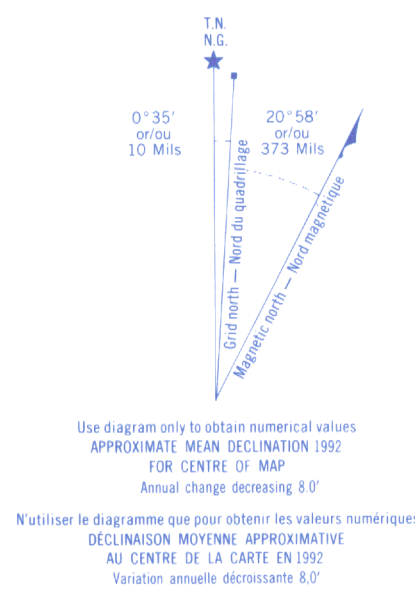 T.N.
N.G.
0°35′
or/ou
10 Mils
20°58′
or/ou
373 Mils
Grid north — Nord du quadrillage
Magnetic north — Nord magnetique
Use diagram only to obtain numerical values
APPROXIMATE MEAN DECLINATION 1992
FOR CENTRE OF MAP
Annual change decreasing 8.0′
N'utiliser le diagramme que pour obtenir les valeurs numériques
DÉCLINAISON MOYENNE APPROXIMATIVE
AU CENTRE DE LA CARTE EN 1992
Variation annuelle décroissante 8,0′